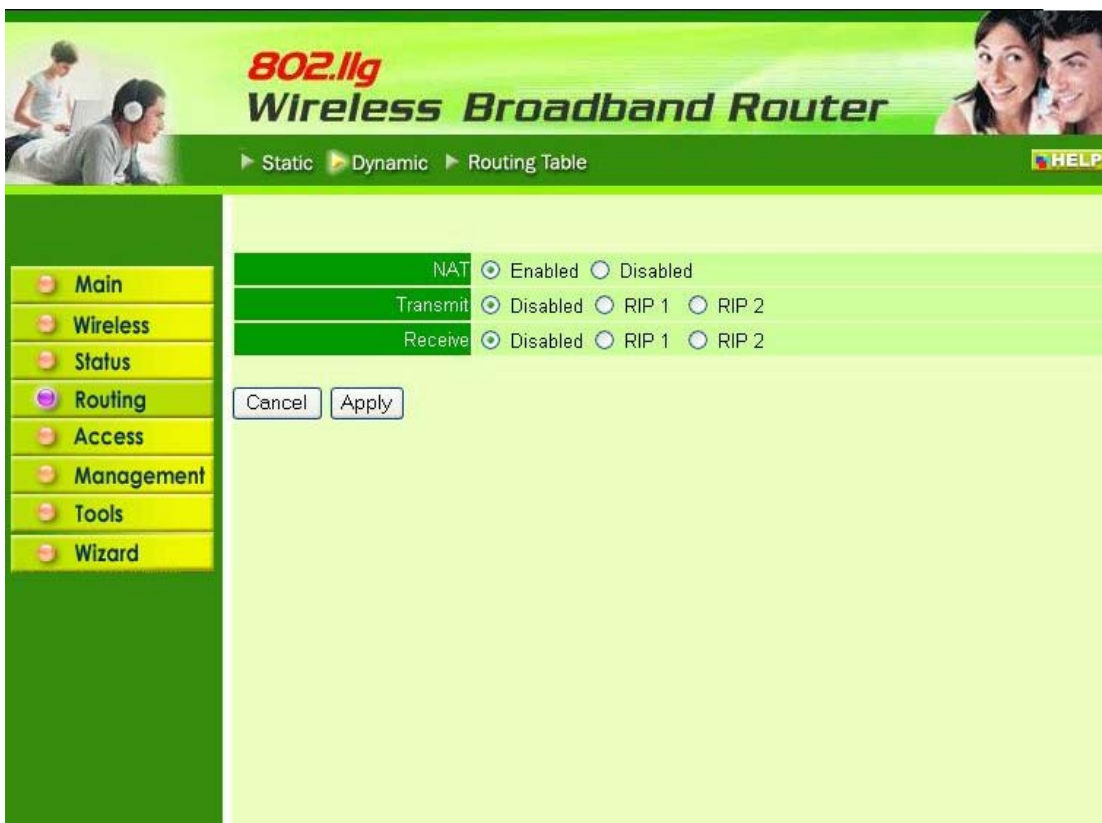 802.11g
Wireless Broadband Router
Static Dynamic Routing Table
HELP
Main
Wireless
Status
Routing
Access
Management
Tools
Wizard
NAT Enabled Disabled
Transmit Disabled RIP 1 RIP 2
Receive Disabled RIP 1 RIP 2
Cancel Apply